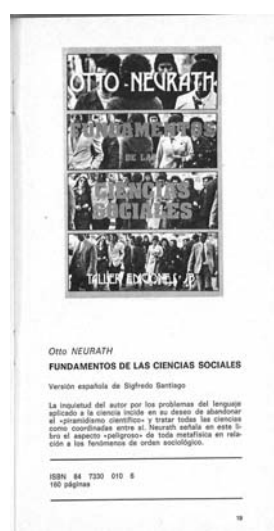 OTTO · NEURATH
FUNDAMENTOS
DE LAS
CIENCIAS
SOCIALES
TALLER EDICIONES · JB
Otto NEURATH
FUNDAMENTOS DE LAS CIENCIAS SOCIALES
Versión española de Sigfredo Santiago
La inquietud del autor por los problemas del lenguaje
aplicado a la ciencia incide en su deseo de abandonar
el «piramidismo científico» y tratar todas las ciencias
como coordinadas entre sí. Neurath señala en este li-
bro el aspecto «peligroso» de toda metafísica en rela-
ción a los fenómenos de orden sociológico.
ISBN 84 7330 010 6
160 páginas
19